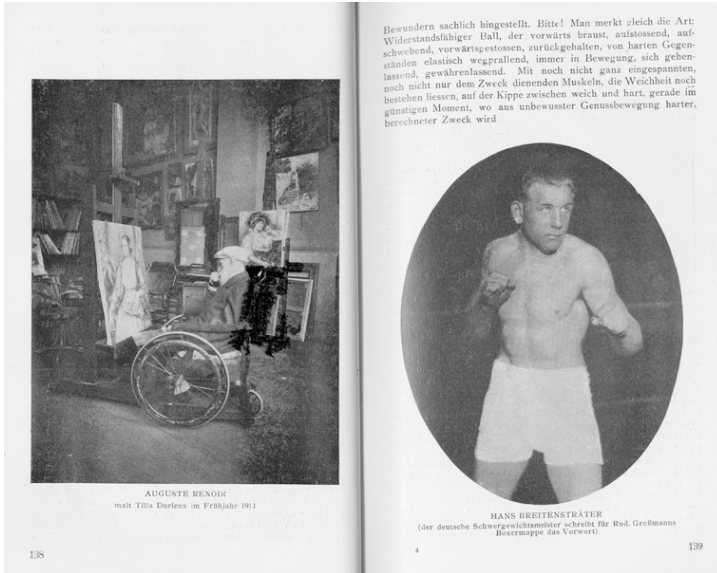 AUGUSTE RENOIR
malt Tilla Durieux im Frühjahr 1914
138
Bewundern sachlich hingestellt. Bitte! Man merkt gleich die Art:
Widerstandsfähiger Ball, der vorwärts braust, aufstossend, auf-
schwebend, vorwärtsgestossen, zurückgehalten, von harten Gegen-
ständen elastisch wegprallend, immer in Bewegung, sich gehen-
lassend, gewährenlassend. Mit noch nicht ganz eingespannten,
noch nicht nur dem Zweck dienenden Muskeln, die Weichheit noch
bestehen liessen, auf der Kippe zwischen weich und hart, gerade im
günstigen Moment, wo aus unbewusster Genussbewegung harter,
berechneter Zweck wird
HANS BREITENSTRÄTER
(der deutsche Schwergewichtsmeister schreibt für Rud. Großmanns
Boxermappe das Vorwort)
4
139